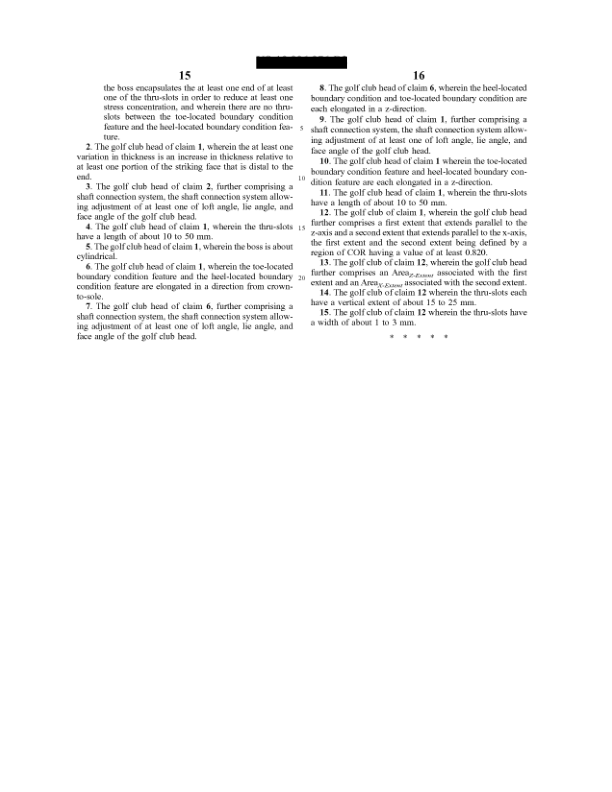 15
the boss encapsulates the at least one end of at least
one of the thru-slots in order to reduce at least one
stress concentration, and wherein there are no thru-
slots between the toe-located boundary condition
feature and the heel-located boundary condition fea-
ture.
2. The golf club head of claim 1, wherein the at least one
variation in thickness is an increase in thickness relative to
at least one portion of the striking face that is distal to the
end.
3. The golf club head of claim 2, further comprising a
shaft connection system, the shaft connection system allow-
ing adjustment of at least one of loft angle, lie angle, and
face angle of the golf club head.
4. The golf club head of claim 1, wherein the thru-slots
have a length of about 10 to 50 mm.
5. The golf club head of claim 1, wherein the boss is about
cylindrical.
6. The golf club head of claim 1, wherein the toe-located
boundary condition feature and the heel-located boundary
condition feature are elongated in a direction from crown-
to-sole.
7. The golf club head of claim 6, further comprising a
shaft connection system, the shaft connection system allow-
ing adjustment of at least one of loft angle, lie angle, and
face angle of the golf club head.
5
10
15
20
16
8. The golf club head of claim 6, wherein the heel-located
boundary condition and toe-located boundary condition are
each elongated in a z-direction.
9. The golf club head of claim 1, further comprising a
shaft connection system, the shaft connection system allow-
ing adjustment of at least one of loft angle, lie angle, and
face angle of the golf club head.
10. The golf club head of claim 1 wherein the toe-located
boundary condition feature and heel-located boundary con-
dition feature are each elongated in a z-direction.
11. The golf club head of claim 1, wherein the thru-slots
have a length of about 10 to 50 mm.
12. The golf club of claim 1, wherein the golf club head
further comprises a first extent that extends parallel to the
z-axis and a second extent that extends parallel to the x-axis,
the first extent and the second extent being defined by a
region of COR having a value of at least 0.820.
13. The golf club head of claim 12, wherein the golf club head
further comprises an Area Z-Extent associated with the first
extent and an Area X-Extent associated with the second extent.
14. The golf club of claim 12 wherein the thru-slots each
have a vertical extent of about 15 to 25 mm.
15. The golf club of claim 12 wherein the thru-slots have
a width of about 1 to 3 mm.
* * * * *